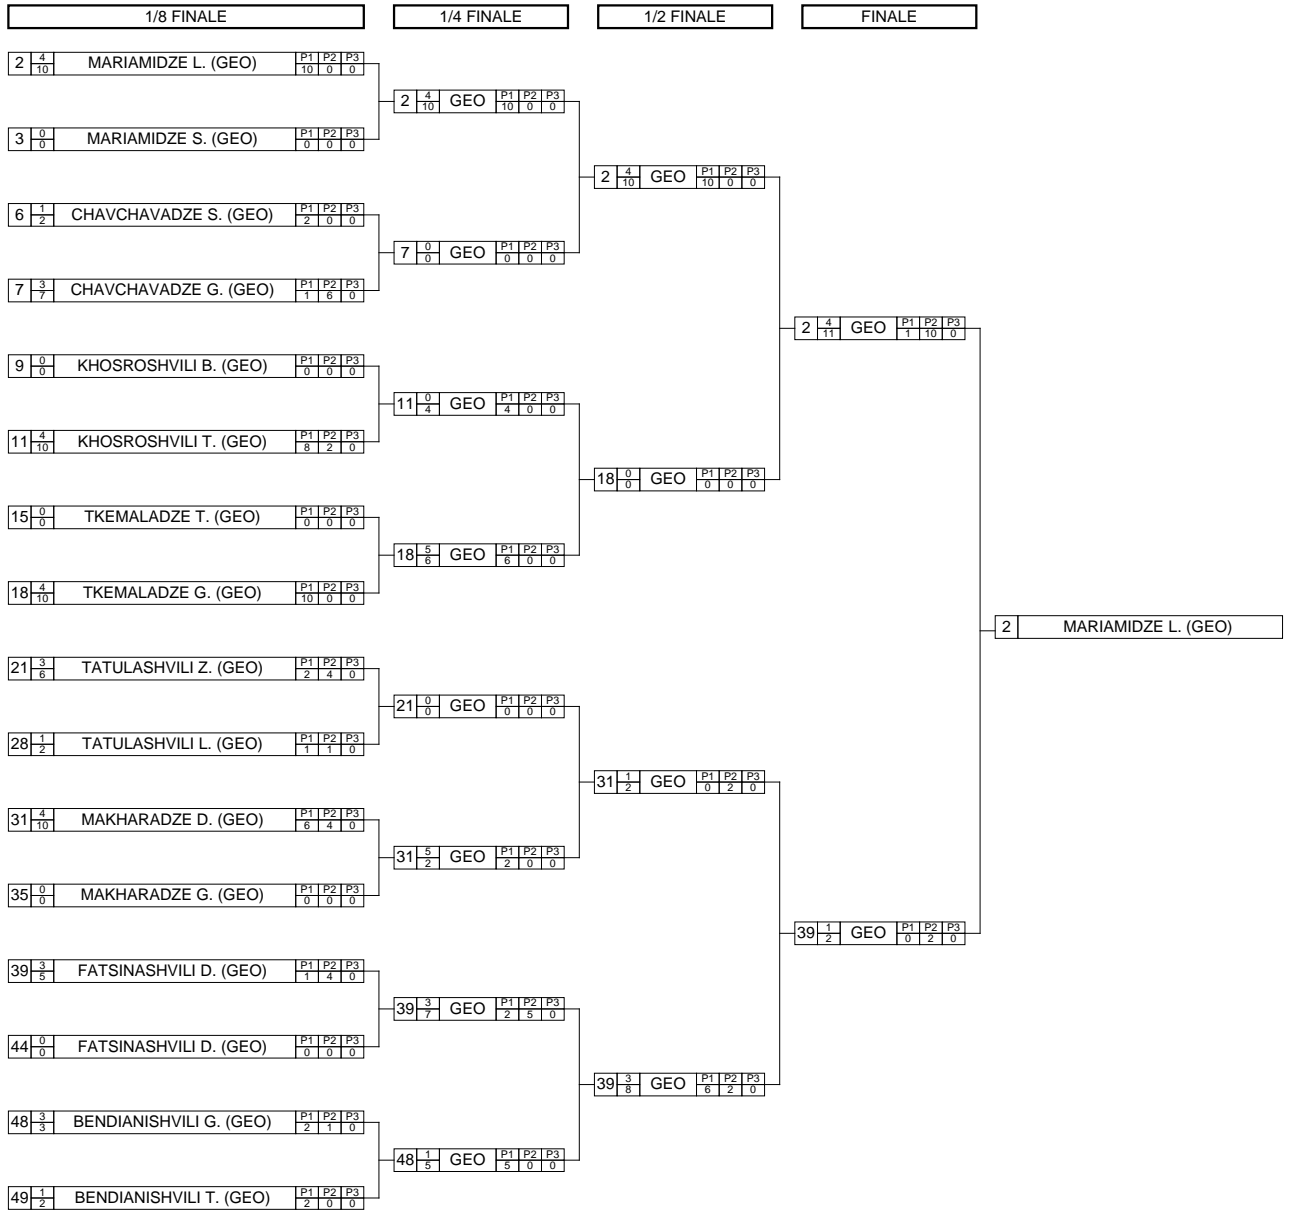 1/8 FINALE 1/4 FINALE 1/2 FINALE FINALE
2 4 10 MARIAMIDZE L. (GEO) P1 P2 P3 10 0 0
2 4 10 GEO P1 P2 P3 10 0 0
3 0 0 MARIAMIDZE S. (GEO) P1 P2 P3 0 0 0
2 4 10 GEO P1 P2 P3 10 0 0
6 1 2 CHAVCHAVADZE S. (GEO) P1 P2 P3 2 0 0
7 0 0 GEO P1 P2 P3 0 0 0
7 3 7 CHAVCHAVADZE G. (GEO) P1 P2 P3 1 6 0
2 4 11 GEO P1 P2 P3 1 10 0
9 0 0 KHOSROSHVILI B. (GEO) P1 P2 P3 0 0 0
11 0 4 GEO P1 P2 P3 4 0 0
11 4 10 KHOSROSHVILI T. (GEO) P1 P2 P3 8 2 0
18 0 0 GEO P1 P2 P3 0 0 0
15 0 0 TKEMALADZE T. (GEO) P1 P2 P3 0 0 0
18 5 6 GEO P1 P2 P3 6 0 0
18 4 10 TKEMALADZE G. (GEO) P1 P2 P3 10 0 0
2 MARIAMIDZE L. (GEO)
21 3 6 TATULASHVILI Z. (GEO) P1 P2 P3 2 4 0
21 0 0 GEO P1 P2 P3 0 0 0
28 1 2 TATULASHVILI L. (GEO) P1 P2 P3 1 1 0
31 1 2 GEO P1 P2 P3 0 2 0
31 4 10 MAKHARADZE D. (GEO) P1 P2 P3 6 4 0
31 5 2 GEO P1 P2 P3 2 0 0
35 0 0 MAKHARADZE G. (GEO) P1 P2 P3 0 0 0
39 1 2 GEO P1 P2 P3 0 2 0
39 3 5 FATSINASHVILI D. (GEO) P1 P2 P3 1 4 0
39 3 7 GEO P1 P2 P3 2 5 0
44 0 0 FATSINASHVILI D. (GEO) P1 P2 P3 0 0 0
39 3 8 GEO P1 P2 P3 6 2 0
48 3 3 BENDIANISHVILI G. (GEO) P1 P2 P3 2 1 0
48 1 5 GEO P1 P2 P3 5 0 0
49 1 2 BENDIANISHVILI T. (GEO) P1 P2 P3 2 0 0